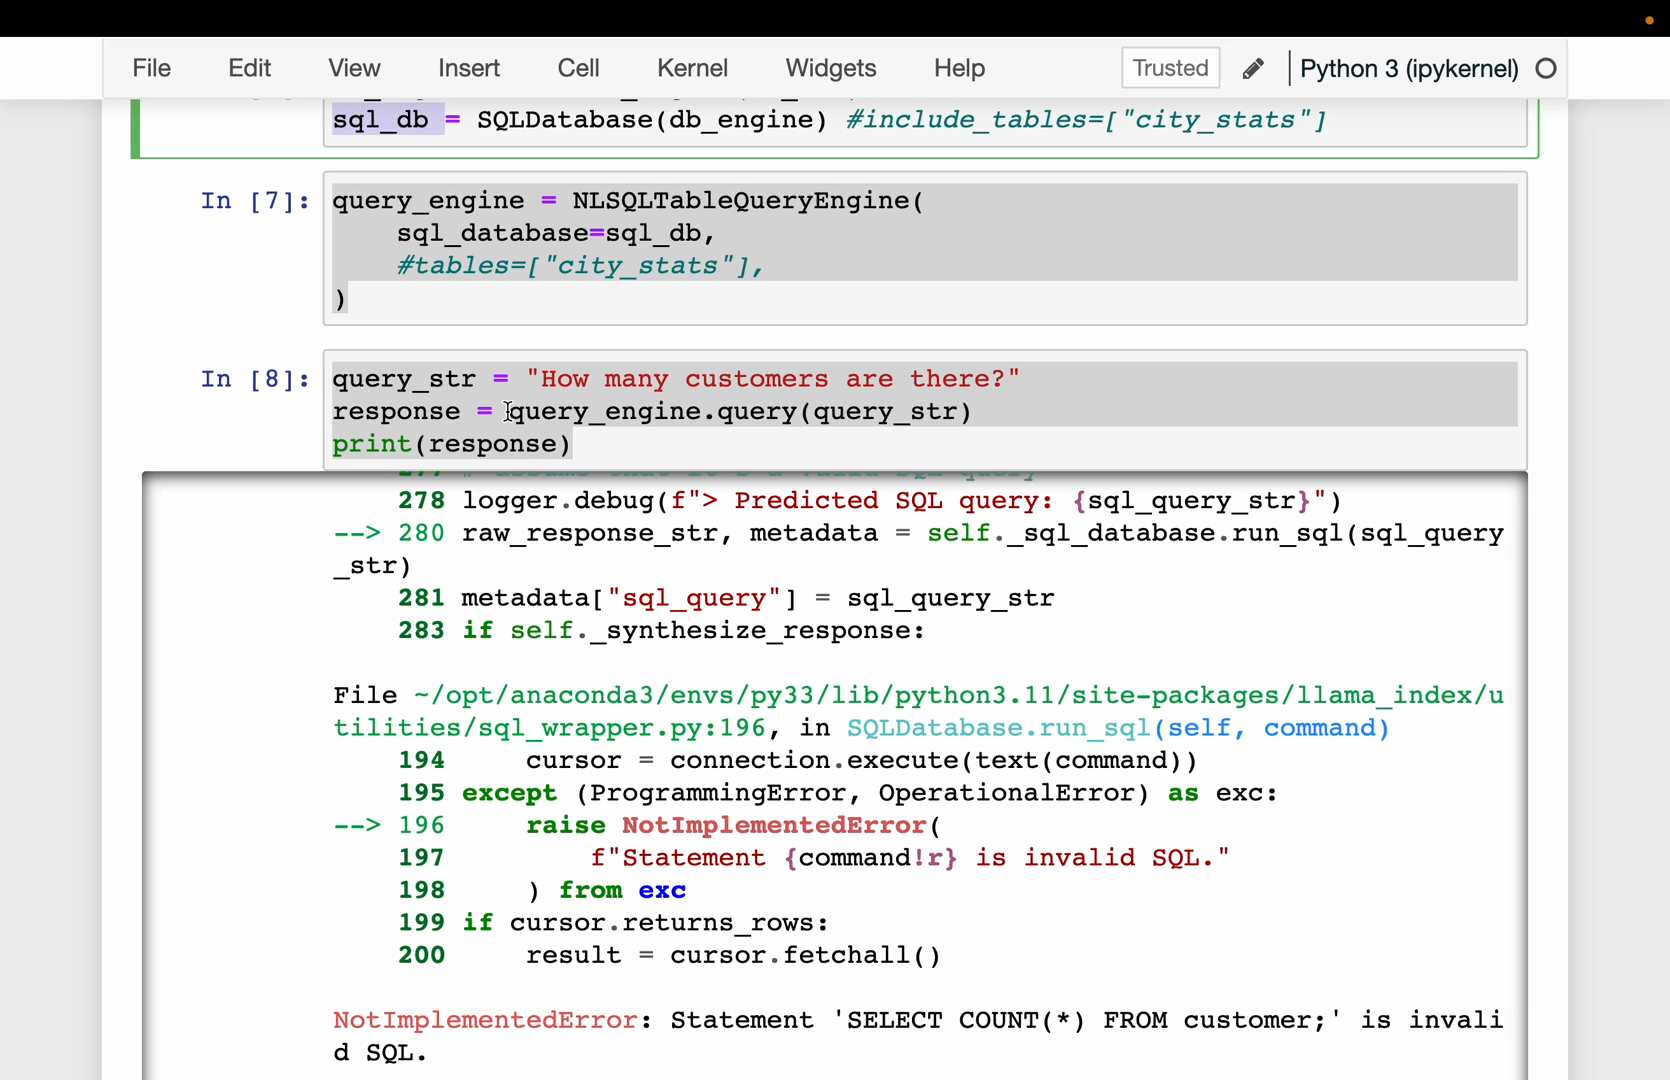 File Edit View Insert Cell Kernel Widgets Help Trusted Python 3 (ipykernel)
sql_db = SQLDatabase(db_engine) #include_tables=["city_stats"]
In [7]: query_engine = NLSQLTableQueryEngine(
sql_database=sql_db,
#tables=["city_stats"],
)
In [8]: query_str = "How many customers are there?"
response = query_engine.query(query_str)
print(response)
278 logger.debug(f"> Predicted SQL query: {sql_query_str}")
--> 280 raw_response_str, metadata = self._sql_database.run_sql(sql_query
_str)
281 metadata["sql_query"] = sql_query_str
283 if self._synthesize_response:
File ~/opt/anaconda3/envs/py33/lib/python3.11/site-packages/llama_index/u
tilities/sql_wrapper.py:196, in SQLDatabase.run_sql(self, command)
194 cursor = connection.execute(text(command))
195 except (ProgrammingError, OperationalError) as exc:
--> 196 raise NotImplementedError(
197 f"Statement {command!r} is invalid SQL."
198 ) from exc
199 if cursor.returns_rows:
200 result = cursor.fetchall()
NotImplementedError: Statement 'SELECT COUNT(*) FROM customer;' is invali
d SQL.